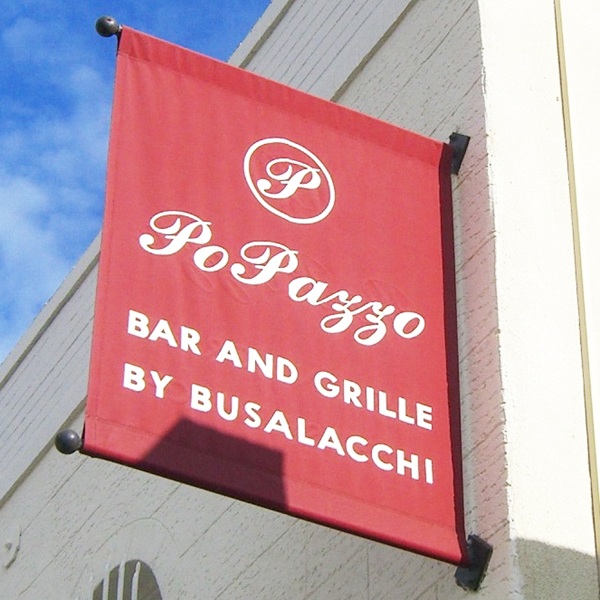 P
PoPazzo
BAR AND GRILLE
BY BUSALACCHI